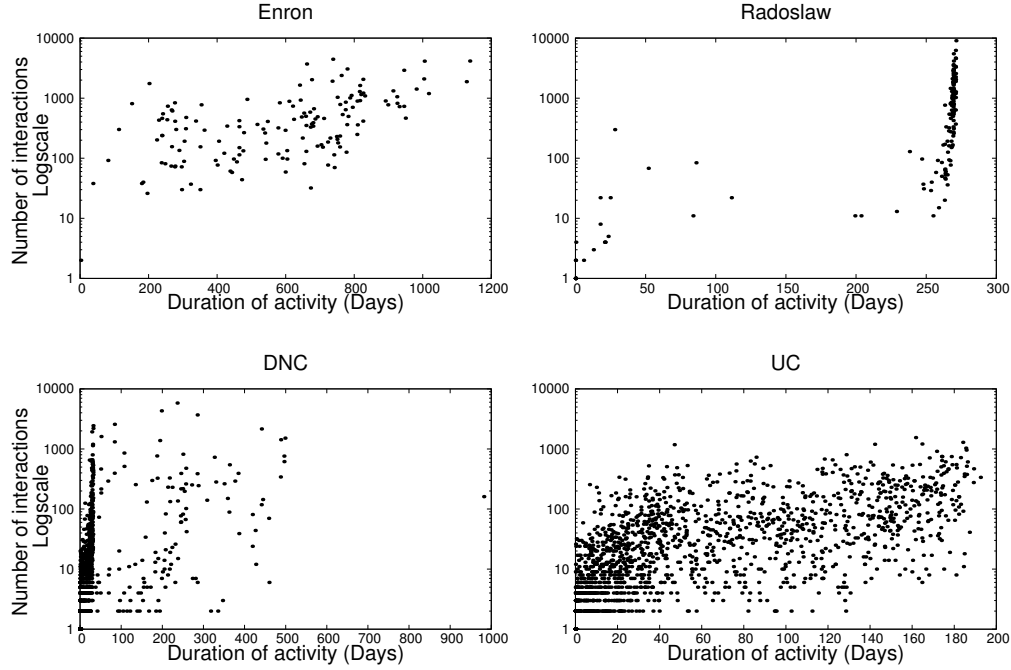 Enron
Radoslaw
Number of interactions
Logscale
10000
1000
100
10
1
0 200 400 600 800 1000 1200
Duration of activity (Days)
10000
1000
100
10
1
0 50 100 150 200 250 300
Duration of activity (Days)
DNC
UC
Number of interactions
Logscale
10000
1000
100
10
1
0 100 200 300 400 500 600 700 800 900 1000
Duration of activity (Days)
10000
1000
100
10
1
0 20 40 60 80 100 120 140 160 180 200
Duration of activity (Days)